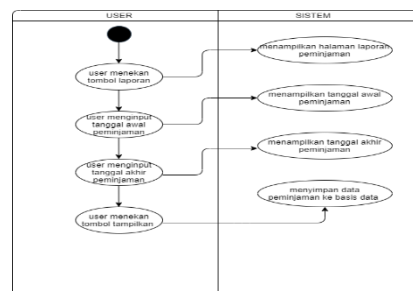 USER
SISTEM
user menekan
tombol laporan
menampilkan halaman laporan
peminjaman
user menginput
tanggal awal
peminjaman
menampilkan tanggal awal
peminjaman
user menginput
tanggal akhir
peminjaman
menampilkan tanggal akhir
peminjaman
user menekan
tombol tampilkan
menyimpan data
peminjaman ke basis data